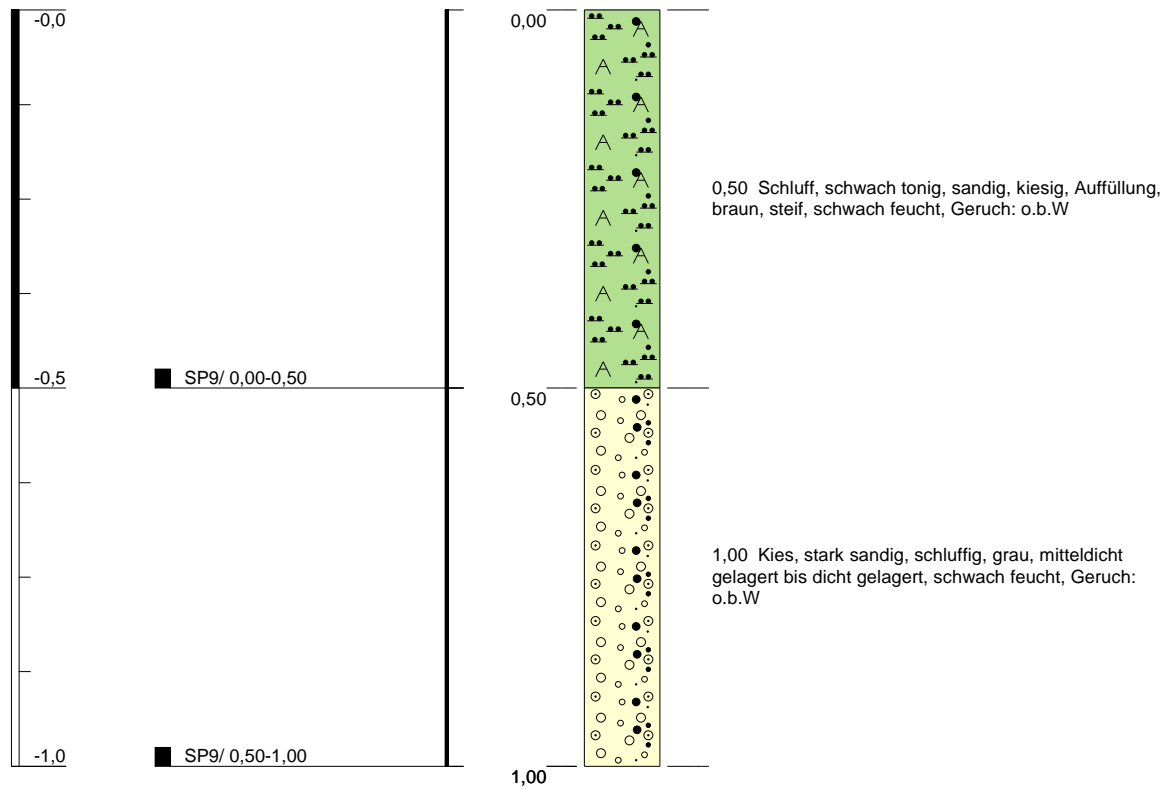 -0,0
0,00
0,50 Schluff, schwach tonig, sandig, kiesig, Auffüllung,
braun, steif, schwach feucht, Geruch: o.b.W
-0,5
SP9/ 0,00-0,50
0,50
1,00 Kies, stark sandig, schluffig, grau, mitteldicht
gelagert bis dicht gelagert, schwach feucht, Geruch:
o.b.W
-1,0
SP9/ 0,50-1,00
1,00